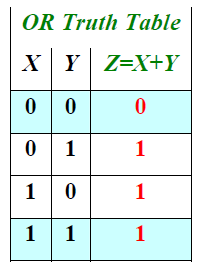 OR Truth Table
X Y Z=X+Y
0 0 0
0 1 1
1 0 1
1 1 1